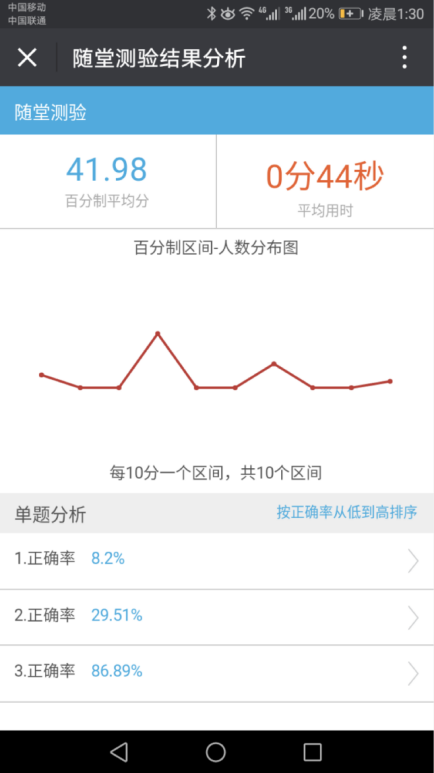 中国移动
中国联通
4G 3G 20% 凌晨1:30
随堂测验结果分析
随堂测验
41.98
百分制平均分
0分44秒
平均用时
百分制区间-人数分布图
每10分一个区间，共10个区间
单题分析 按正确率从低到高排序
1.正确率 8.2%
2.正确率 29.51%
3.正确率 86.89%